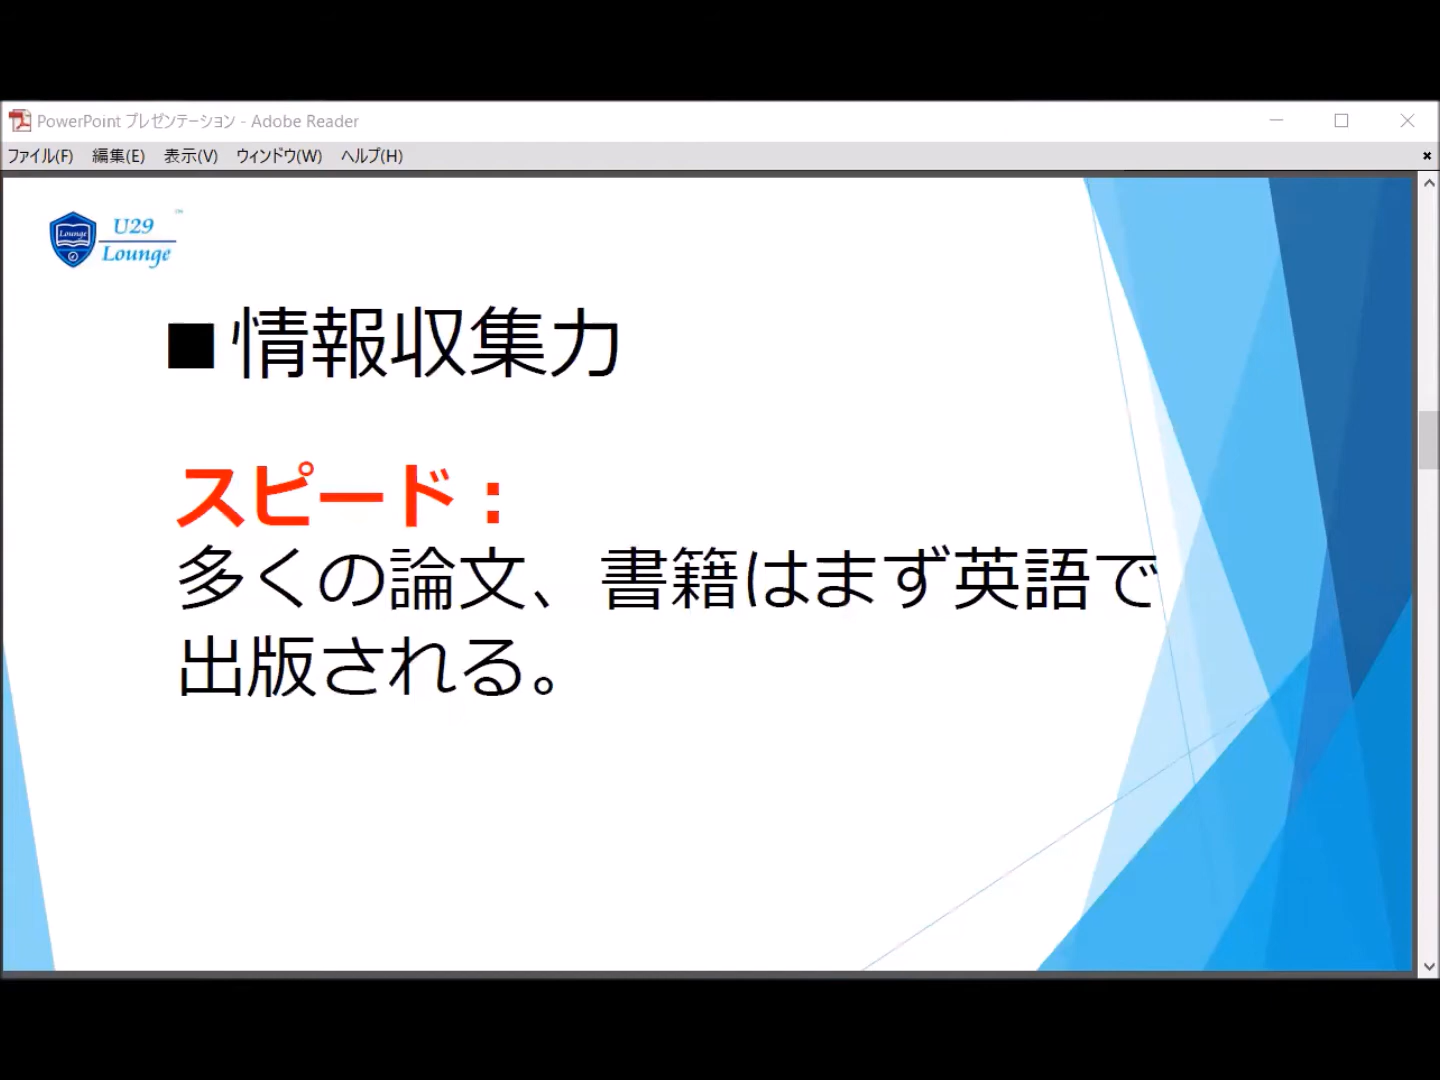 PowerPoint プレゼンテーション - Adobe Reader
ファイル(F) 編集(E) 表示(V) ウィンドウ(W) ヘルプ(H)
Lounge
U29
Lounge
™
■情報収集力
スピード：
多くの論文、書籍はまず英語で
出版される。